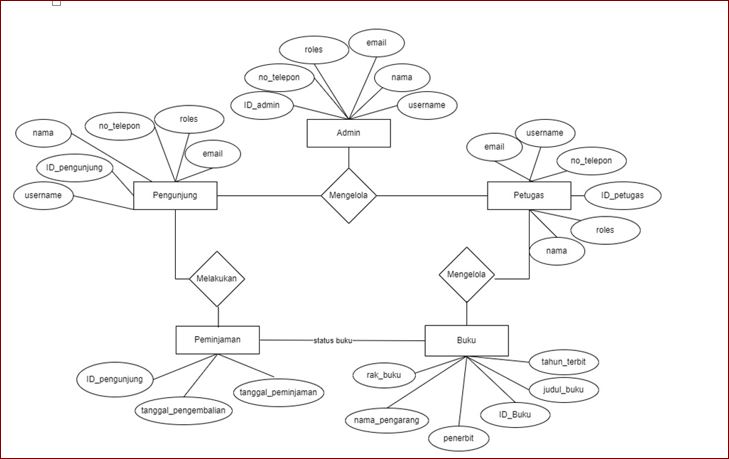 email
roles
no_telepon
nama
ID_admin
username
Admin
nama
no_telepon
roles
email
ID_pengunjung
username
Pengunjung
Mengelola
email
username
no_telepon
Petugas
ID_petugas
roles
nama
Melakukan
Mengelola
Peminjaman
status buku
Buku
ID_pengunjung
tanggal_pengembalian
tanggal_peminjaman
rak_buku
nama_pengarang
penerbit
ID_Buku
judul_buku
tahun_terbit